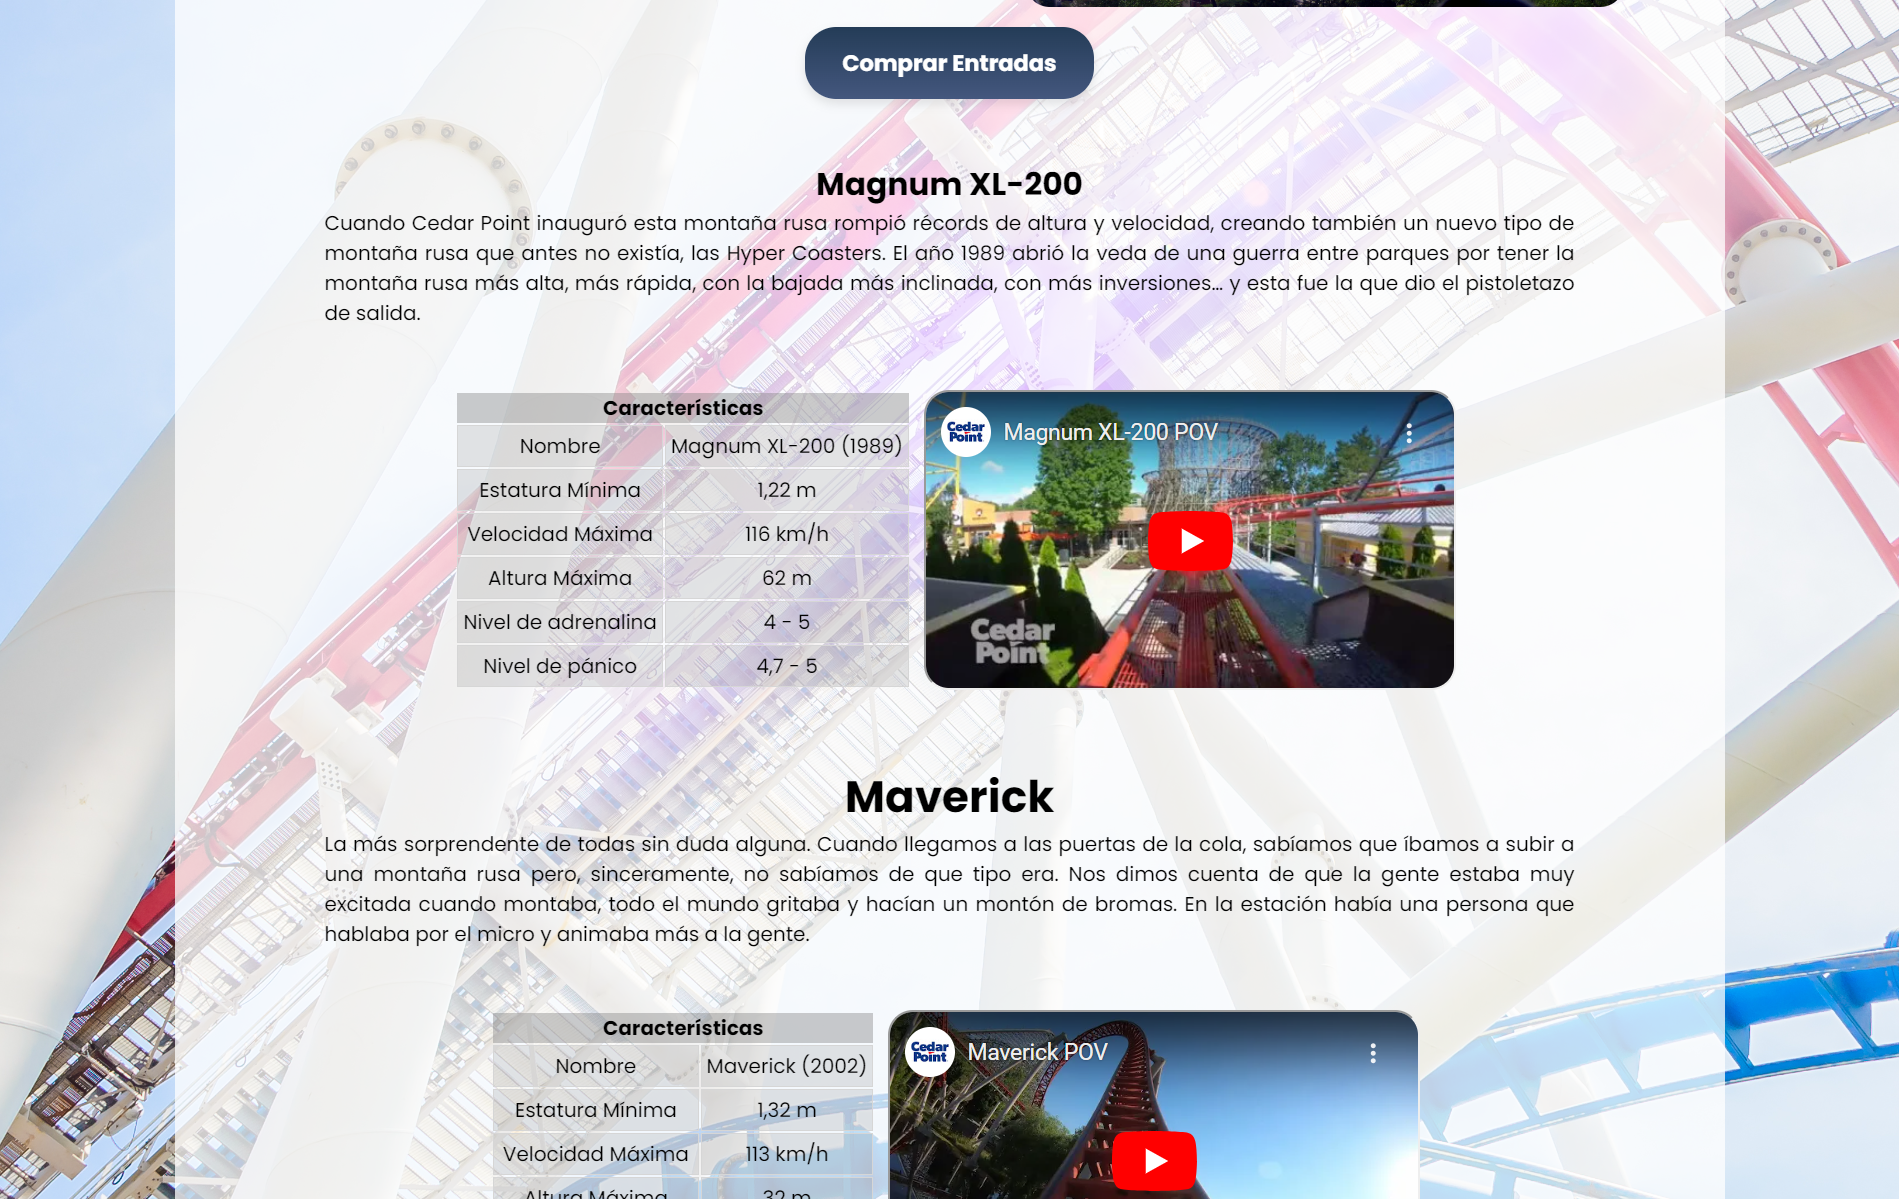 Comprar Entradas
Magnum XL-200
Cuando Cedar Point inauguró esta montaña rusa rompió récords de altura y velocidad, creando también un nuevo tipo de
montaña rusa que antes no existía, las Hyper Coasters. El año 1989 abrió la veda de una guerra entre parques por tener la
montaña rusa más alta, más rápida, con la bajada más inclinada, con más inversiones... y esta fue la que dio el pistoletazo
de salida.
Características
Nombre Magnum XL-200 (1989)
Estatura Mínima 1,22 m
Velocidad Máxima 116 km/h
Altura Máxima 62 m
Nivel de adrenalina 4 - 5
Nivel de pánico 4,7 - 5
Cedar
Point
Magnum XL-200 POV
Cedar
Point
Maverick
La más sorprendente de todas sin duda alguna. Cuando llegamos a las puertas de la cola, sabíamos que íbamos a subir a
una montaña rusa pero, sinceramente, no sabíamos de que tipo era. Nos dimos cuenta de que la gente estaba muy
excitada cuando montaba, todo el mundo gritaba y hacían un montón de bromas. En la estación había una persona que
hablaba por el micro y animaba más a la gente.
Características
Nombre Maverick (2002)
Estatura Mínima 1,32 m
Velocidad Máxima 113 km/h
Altura Máxima 32 m
Cedar
Point
Maverick POV